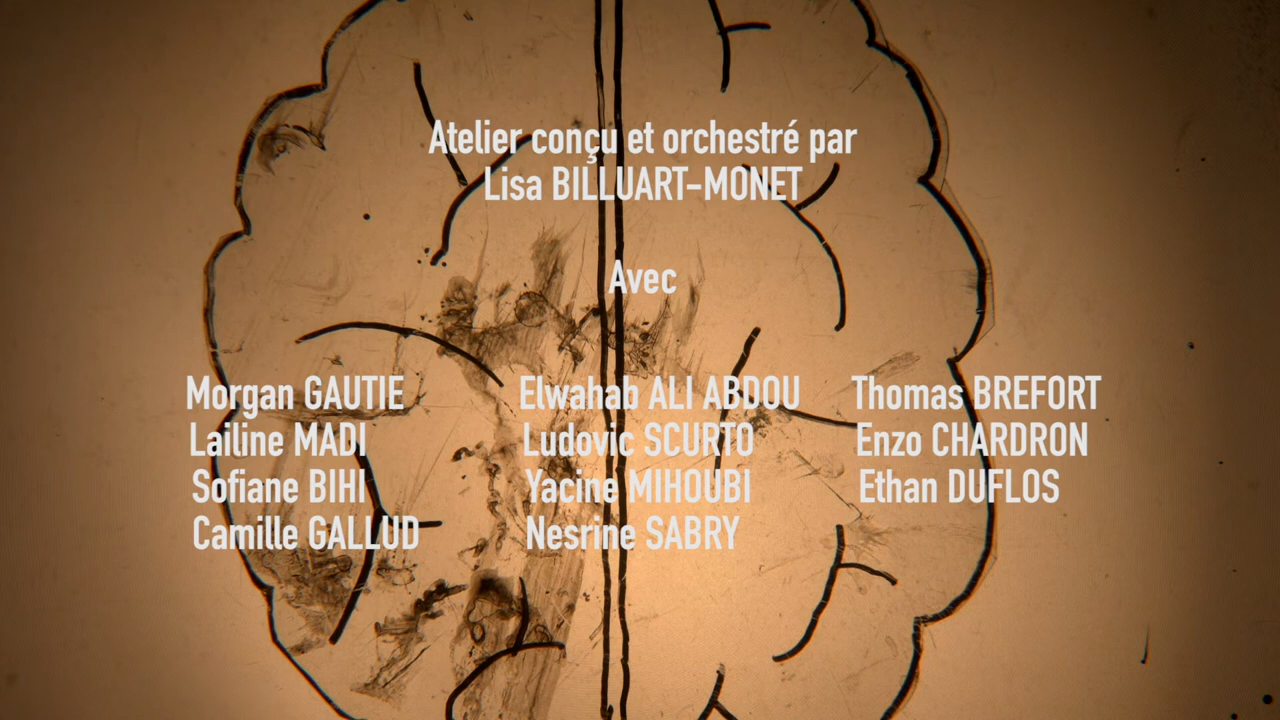 Atelier conçu et orchestré par
Lisa BILLUART-MONET
Avec
Morgan GAUTIE
Lailine MADI
Sofiane BIHI
Camille GALLUD
Elwahab ALI ABDOU
Ludovic SCURTO
Yacine MIHOUBI
Nesrine SABRY
Thomas BREFORT
Enzo CHARDRON
Ethan DUFLOS